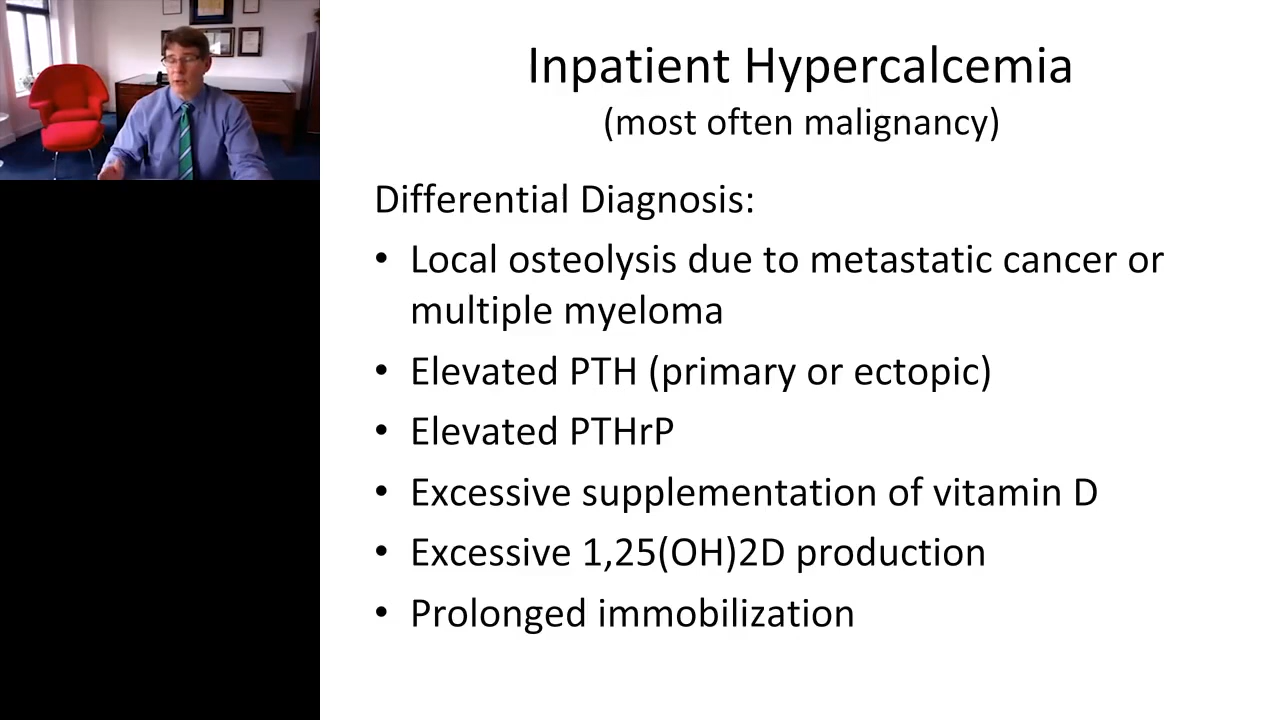 Inpatient Hypercalcemia
(most often malignancy)
Differential Diagnosis:
• Local osteolysis due to metastatic cancer or
multiple myeloma
• Elevated PTH (primary or ectopic)
• Elevated PTHrP
• Excessive supplementation of vitamin D
• Excessive 1,25(OH)2D production
• Prolonged immobilization